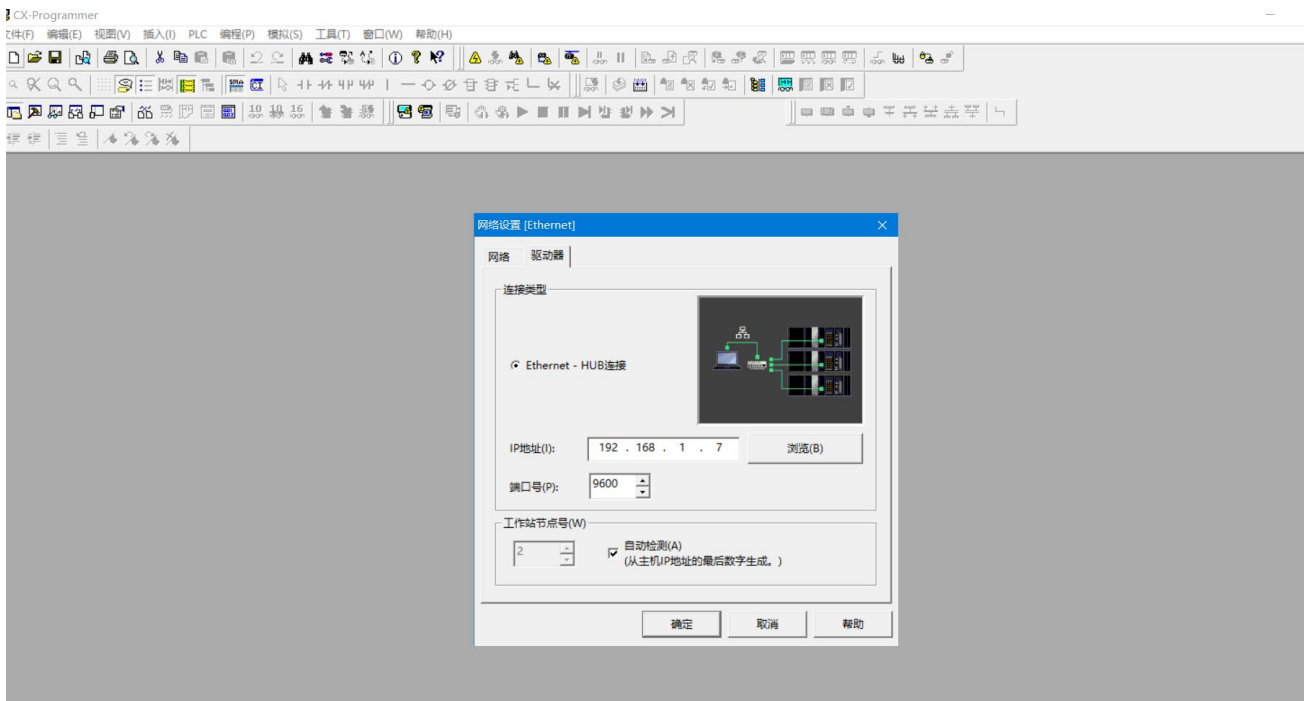 CX-Programmer
文件(F) 编辑(E) 视图(V) 插入(I) PLC 编程(P) 模拟(S) 工具(T) 窗口(W) 帮助(H)
网络设置 [Ethernet]
网络 驱动器
连接类型
Ethernet - HUB连接
IP地址(I): 192 . 168 . 1 . 7 浏览(B)
端口号(P): 9600
工作站节点号(W)
2 自动检测(A)
(从主机IP地址的最后数字生成。)
确定 取消 帮助